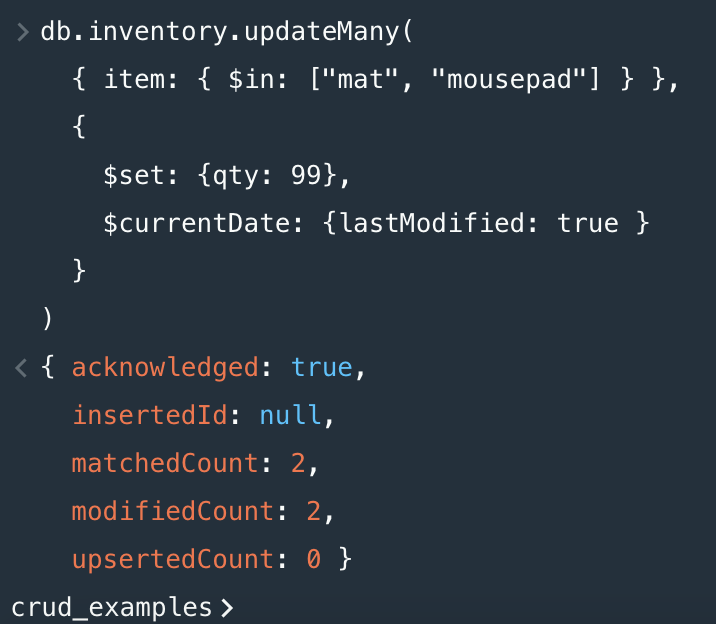 > db.inventory.updateMany(
{ item: { $in: ["mat", "mousepad"] } },
{
$set: {qty: 99},
$currentDate: {lastModified: true }
}
)
< { acknowledged: true,
insertedId: null,
matchedCount: 2,
modifiedCount: 2,
upsertedCount: 0 }
crud_examples>